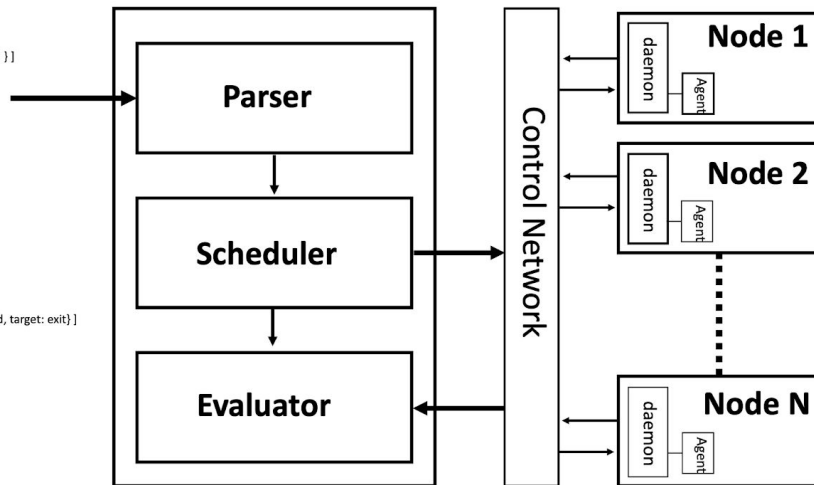 } ]
d, target: exit} ]
Parser
Scheduler
Evaluator
Control Network
Node 1
daemon
Agent
Node 2
daemon
Agent
Node N
daemon
Agent